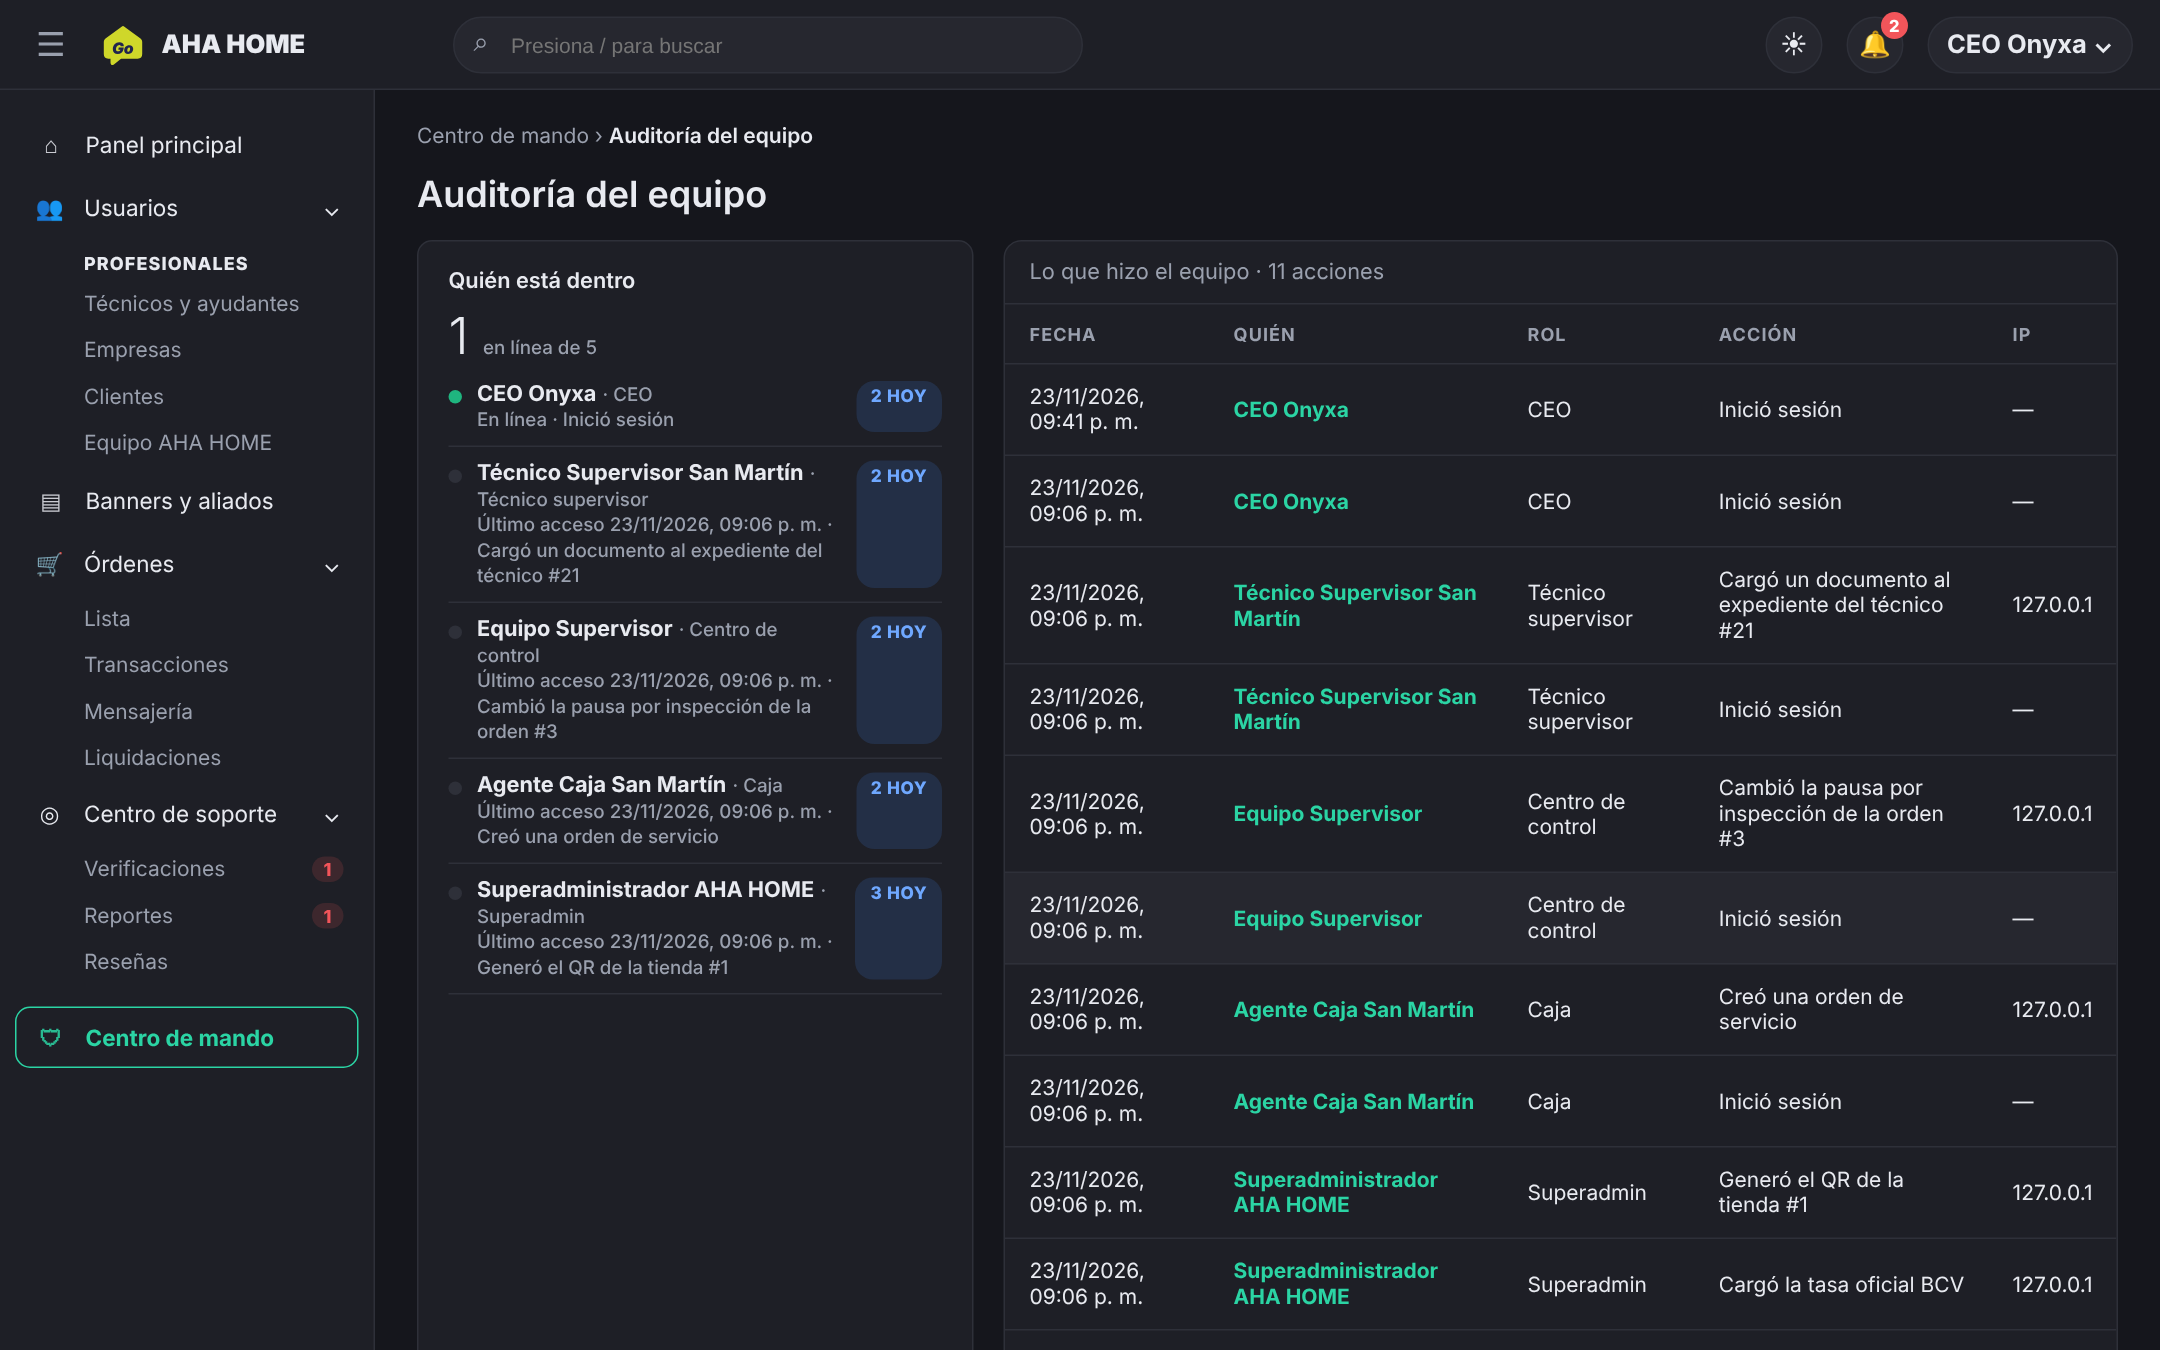 Go AHA HOME
Presiona / para buscar
2
CEO Onyxa
Panel principal
Usuarios
PROFESIONALES
Técnicos y ayudantes
Empresas
Clientes
Equipo AHA HOME
Banners y aliados
Órdenes
Lista
Transacciones
Mensajería
Liquidaciones
Centro de soporte
Verificaciones 1
Reportes 1
Reseñas
Centro de mando
Centro de mando › Auditoría del equipo
Auditoría del equipo
Quién está dentro
1 en línea de 5
CEO Onyxa · CEO
En línea · Inició sesión
2 HOY
Técnico Supervisor San Martín ·
Técnico supervisor
Último acceso 23/11/2026, 09:06 p. m. ·
Cargó un documento al expediente del
técnico #21
2 HOY
Equipo Supervisor · Centro de
control
Último acceso 23/11/2026, 09:06 p. m. ·
Cambió la pausa por inspección de la
orden #3
2 HOY
Agente Caja San Martín · Caja
Último acceso 23/11/2026, 09:06 p. m. ·
Creó una orden de servicio
2 HOY
Superadministrador AHA HOME ·
Superadmin
Último acceso 23/11/2026, 09:06 p. m. ·
Generó el QR de la tienda #1
3 HOY
Lo que hizo el equipo · 11 acciones
FECHA QUIÉN ROL ACCIÓN IP
23/11/2026,
09:41 p. m.
CEO Onyxa
CEO
Inició sesión
—
23/11/2026,
09:06 p. m.
CEO Onyxa
CEO
Inició sesión
—
23/11/2026,
09:06 p. m.
Técnico Supervisor San
Martín
Técnico
supervisor
Cargó un documento al
expediente del técnico
#21
127.0.0.1
23/11/2026,
09:06 p. m.
Técnico Supervisor San
Martín
Técnico
supervisor
Inició sesión
—
23/11/2026,
09:06 p. m.
Equipo Supervisor
Centro de
control
Cambió la pausa por
inspección de la orden
#3
127.0.0.1
23/11/2026,
09:06 p. m.
Equipo Supervisor
Centro de
control
Inició sesión
—
23/11/2026,
09:06 p. m.
Agente Caja San Martín
Caja
Creó una orden de
servicio
127.0.0.1
23/11/2026,
09:06 p. m.
Agente Caja San Martín
Caja
Inició sesión
—
23/11/2026,
09:06 p. m.
Superadministrador
AHA HOME
Superadmin
Generó el QR de la
tienda #1
127.0.0.1
23/11/2026,
09:06 p. m.
Superadministrador
AHA HOME
Superadmin
Cargó la tasa oficial BCV
127.0.0.1